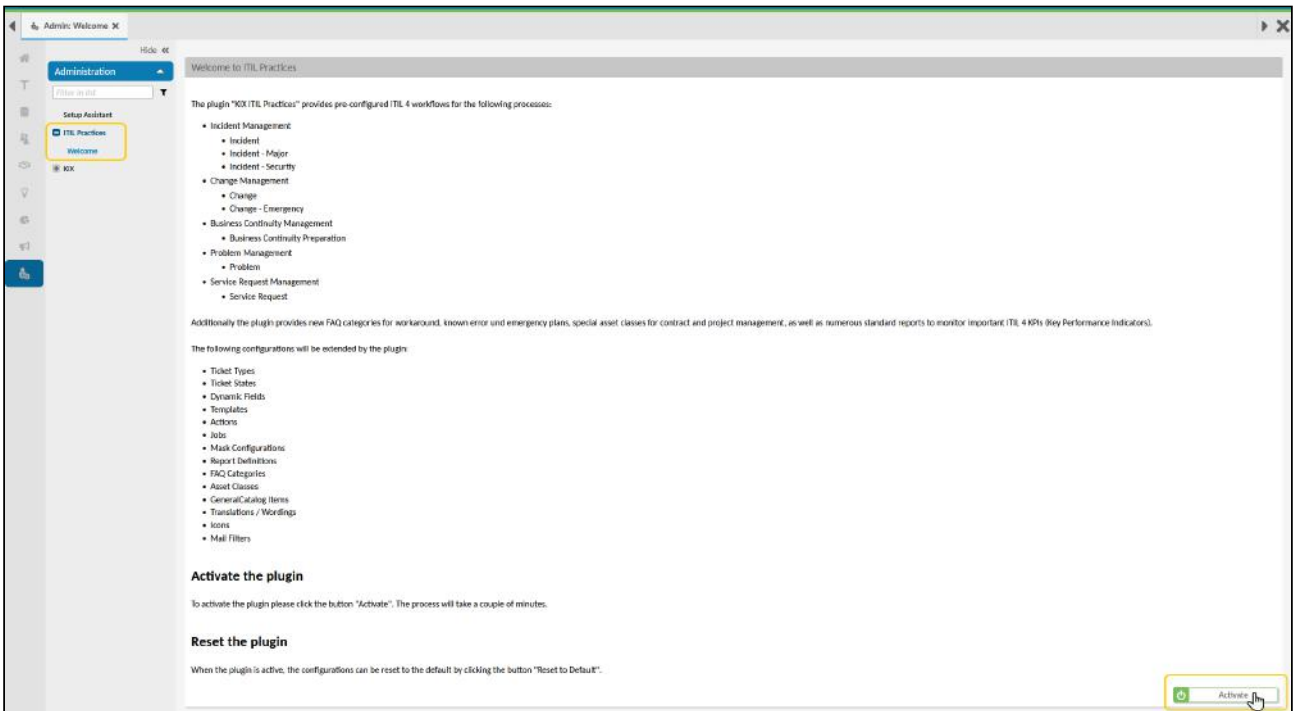 Admin: Welcome
Hide
Administration
Filter in list
Setup Assistant
ITIL Practices
Welcome
KIX
Welcome to ITIL Practices
The plugin "KIX ITIL Practices" provides pre-configured ITIL 4 workflows for the following processes:
• Incident Management
• Incident
• Incident - Major
• Incident - Security
• Change Management
• Change
• Change - Emergency
• Business Continuity Management
• Business Continuity Preparation
• Problem Management
• Problem
• Service Request Management
• Service Request
Additionally the plugin provides new FAQ categories for workaround, known error und emergency plans, special asset classes for contract and project management, as well as numerous standard reports to monitor important ITIL 4 KPIs (Key Performance Indicators).
The following configurations will be extended by the plugin:
• Ticket Types
• Ticket States
• Dynamic Fields
• Templates
• Actions
• Jobs
• Mask Configurations
• Report Definitions
• FAQ Categories
• Asset Classes
• GeneralCatalog Items
• Translations / Wordings
• Icons
• Mail Filters
Activate the plugin
To activate the plugin please click the button "Activate". The process will take a couple of minutes.
Reset the plugin
When the plugin is active, the configurations can be reset to the default by clicking the button "Reset to Default".
Activate